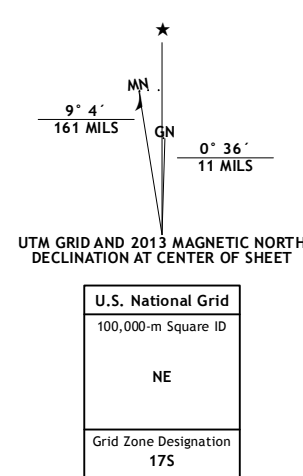 MN
9° 4´
161 MILS
GN
0° 36´
11 MILS
UTM GRID AND 2013 MAGNETIC NORTH
DECLINATION AT CENTER OF SHEET
U.S. National Grid
100,000-m Square ID
NE
Grid Zone Designation
17S